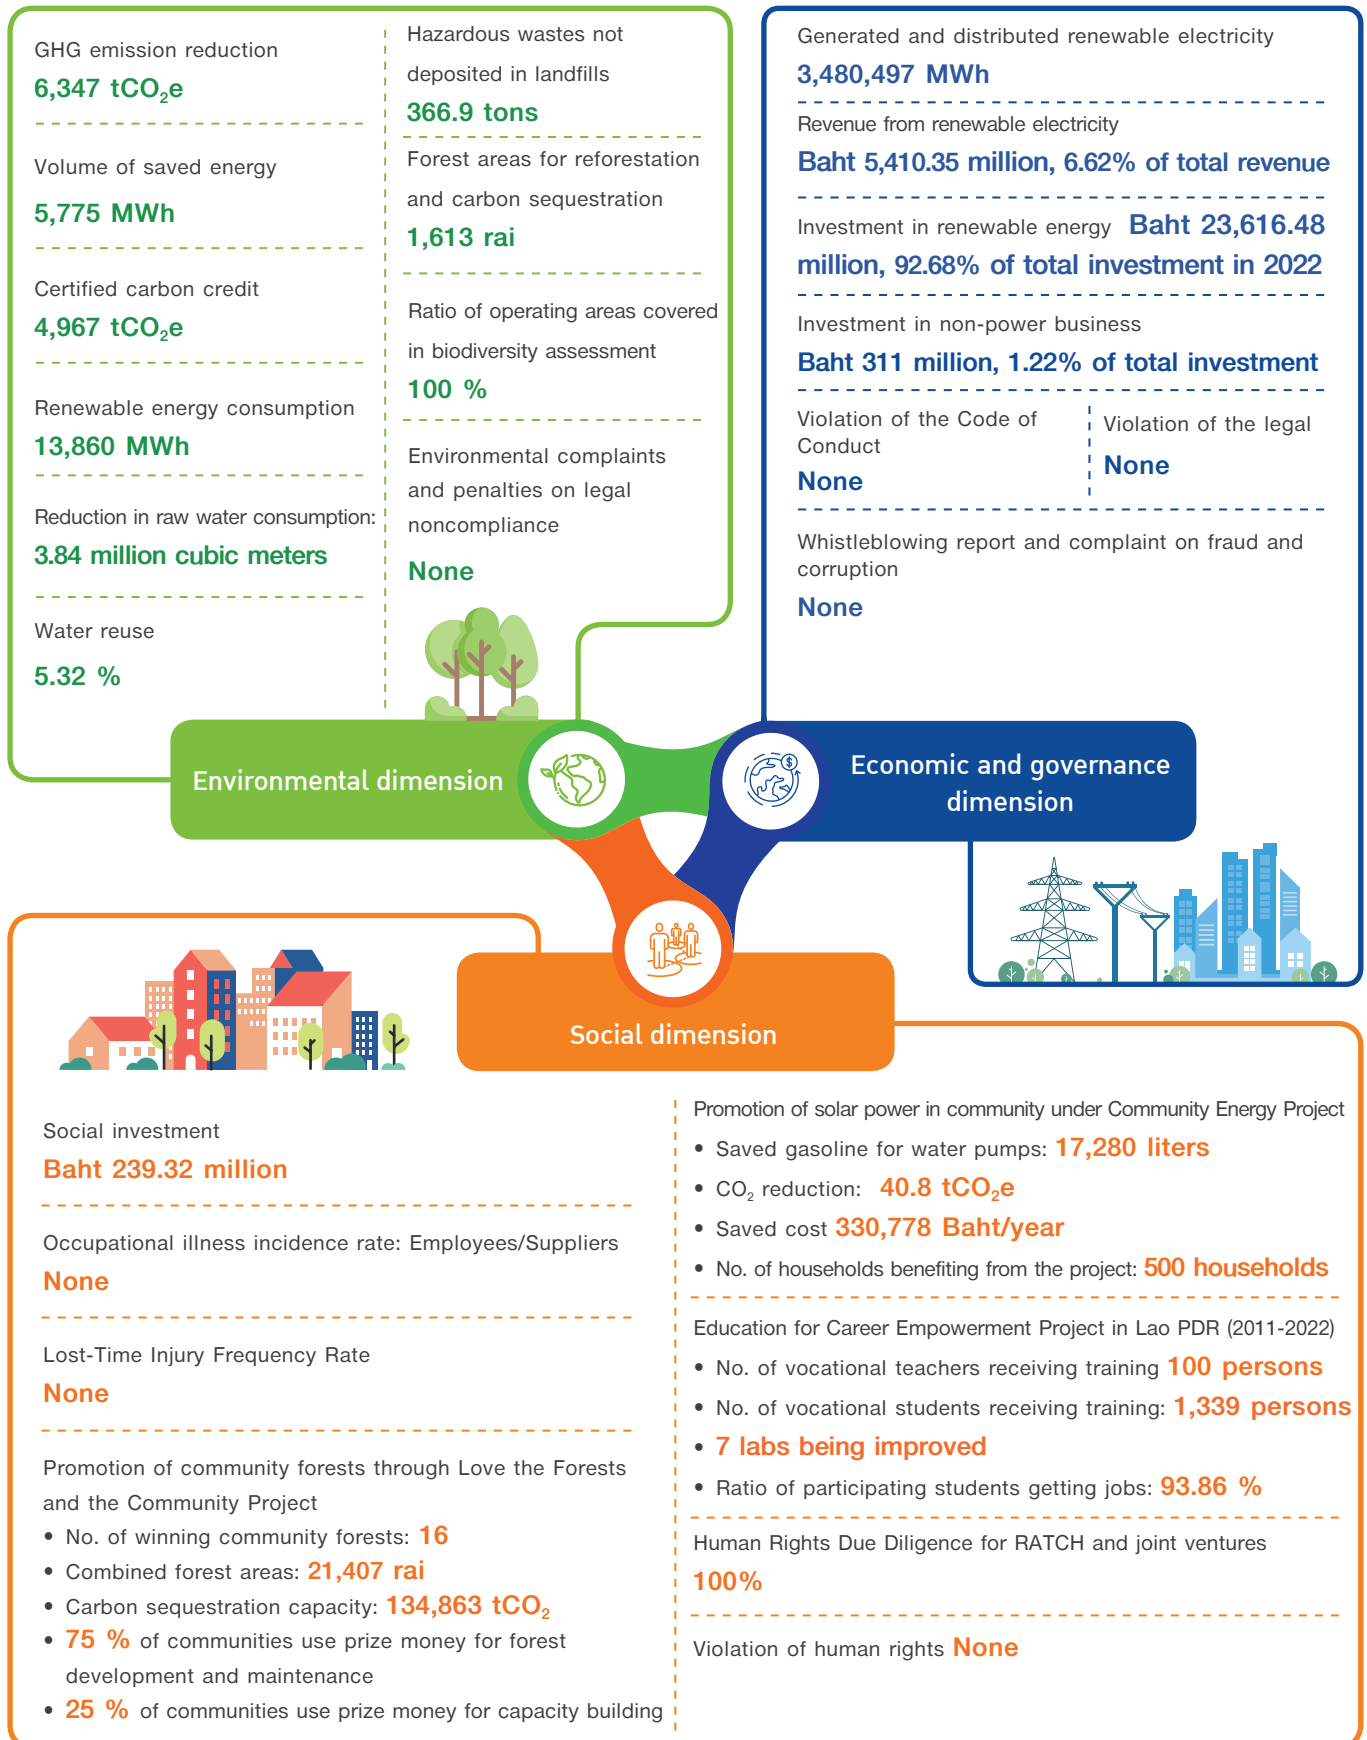 GHG emission reduction
6,347 tCO₂e
Volume of saved energy
5,775 MWh
Certified carbon credit
4,967 tCO₂e
Renewable energy consumption
13,860 MWh
Reduction in raw water consumption:
3.84 million cubic meters
Water reuse
5.32 %
Hazardous wastes not
deposited in landfills
366.9 tons
Forest areas for reforestation
and carbon sequestration
1,613 rai
Ratio of operating areas covered
in biodiversity assessment
100 %
Environmental complaints
and penalties on legal
noncompliance
None
Generated and distributed renewable electricity
3,480,497 MWh
Revenue from renewable electricity
Baht 5,410.35 million, 6.62% of total revenue
Investment in renewable energy Baht 23,616.48
million, 92.68% of total investment in 2022
Investment in non-power business
Baht 311 million, 1.22% of total investment
Violation of the Code of
Conduct
None
Violation of the legal
None
Whistleblowing report and complaint on fraud and
corruption
None
Environmental dimension
$
Economic and governance
dimension
Social dimension
Social investment
Baht 239.32 million
Occupational illness incidence rate: Employees/Suppliers
None
Lost-Time Injury Frequency Rate
None
Promotion of community forests through Love the Forests
and the Community Project
• No. of winning community forests: 16
• Combined forest areas: 21,407 rai
• Carbon sequestration capacity: 134,863 tCO₂
• 75 % of communities use prize money for forest
development and maintenance
• 25 % of communities use prize money for capacity building
Promotion of solar power in community under Community Energy Project
• Saved gasoline for water pumps: 17,280 liters
• CO₂ reduction: 40.8 tCO₂e
• Saved cost 330,778 Baht/year
• No. of households benefiting from the project: 500 households
Education for Career Empowerment Project in Lao PDR (2011-2022)
• No. of vocational teachers receiving training 100 persons
• No. of vocational students receiving training: 1,339 persons
• 7 labs being improved
• Ratio of participating students getting jobs: 93.86 %
Human Rights Due Diligence for RATCH and joint ventures
100%
Violation of human rights None